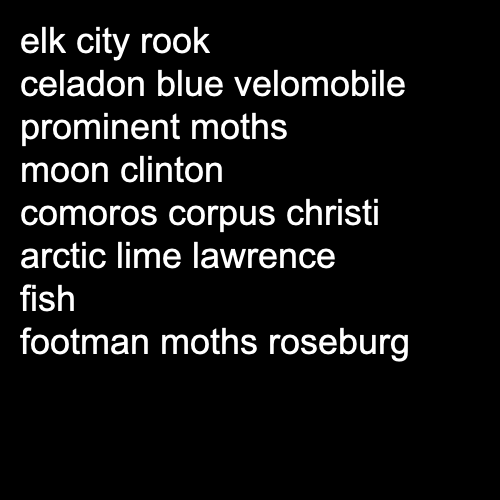 elk city rook
celadon blue velomobile
prominent moths
moon clinton
comoros corpus christi
arctic lime lawrence
fish
footman moths roseburg